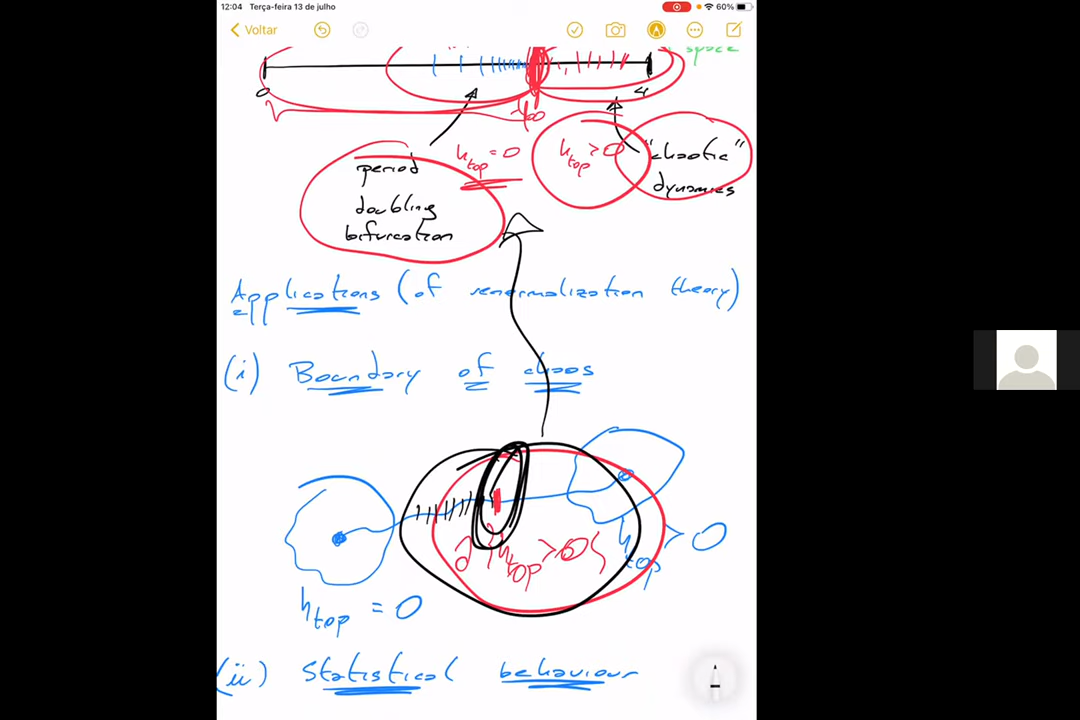 12:04 Terça-feira 13 de julho
60%
Voltar
space
0
4
h_top = 0
h_top > 0
"chaotic"
dynamics
period
doubling
bifurcation
Applications (of renormalization theory)
(i) Boundary of chaos
∂{h_top > 0}
h_top > 0
h_top = 0
(ii) Statistical behaviour